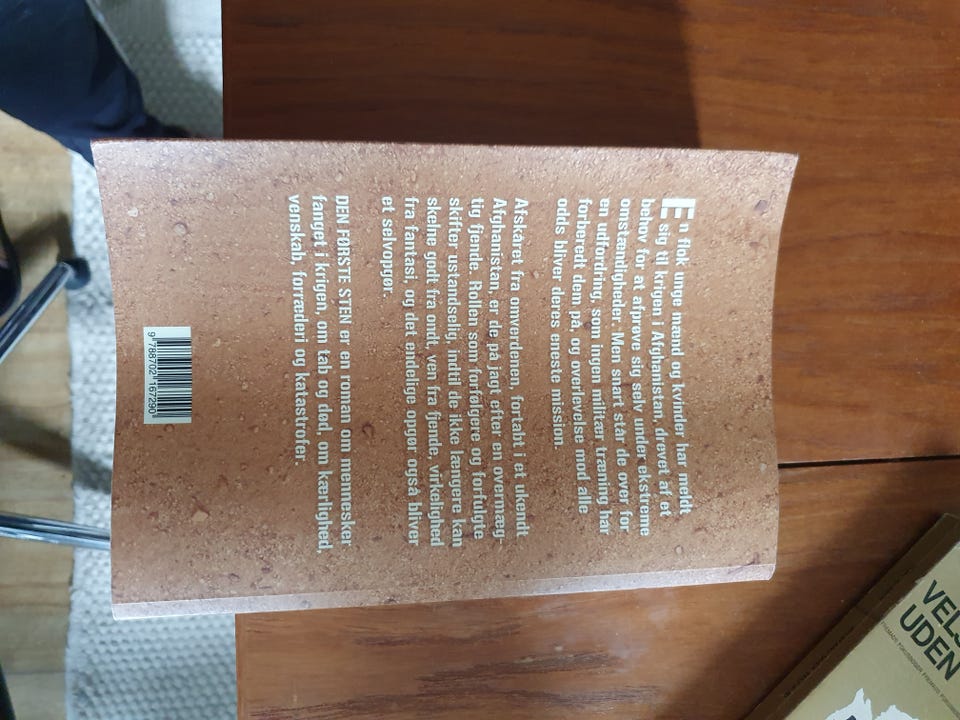 En flok unge mænd og kvinder har meldt
sig til krigen i Afghanistan, drevet af et
behov for at afprøve sig selv under ekstreme
omstændigheder. Men snart står de over for
en udfordring, som ingen militær træning har
forberedt dem på, og overlevelse mod alle
odds bliver deres eneste mission.
Afskåret fra omverdenen, fortabt i et ukendt
Afghanistan, er de på jagt efter en overmæg-
tig fjende. Rollen som forfølgere og forfulgte
skifter ustandselig, indtil de ikke længere kan
skelne godt fra ondt, ven fra fjende, virkelighed
fra fantasi, og det endelige opgør også bliver
et selvopgør.
DEN FØRSTE STEN er en roman om mennesker
fanget i krigen, om tab og død, om kærlighed,
venskab, forræderi og katastrofer.
9 788702 167290
VELS
UDEN